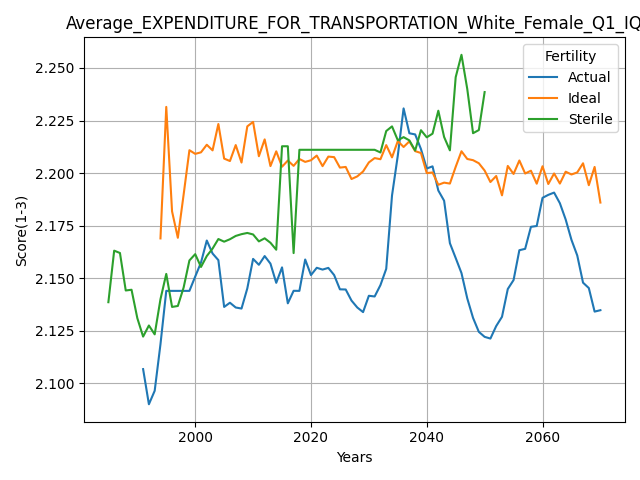 Average_EXPENDITURE_FOR_TRANSPORTATION_White_Female_Q1_IQ
Fertility
Actual
Ideal
Sterile
Score(1-3)
2.250
2.225
2.200
2.175
2.150
2.125
2.100
2000 2020 2040 2060
Years